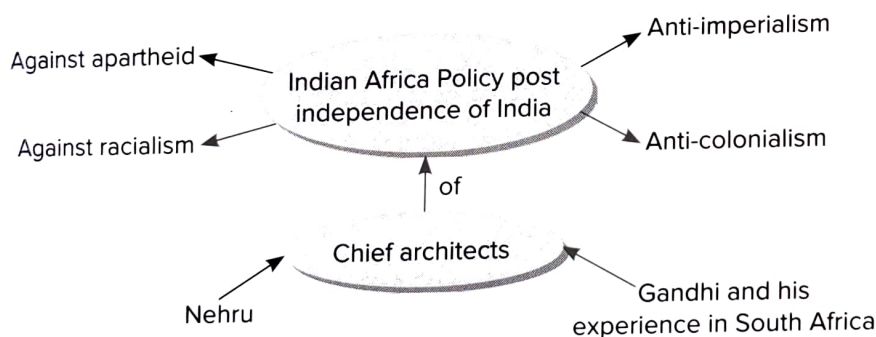 Anti-imperialism
Against apartheid
Indian Africa Policy post
independence of India
Against racialism
Anti-colonialism
of
Chief architects
Nehru
Gandhi and his
experience in South Africa